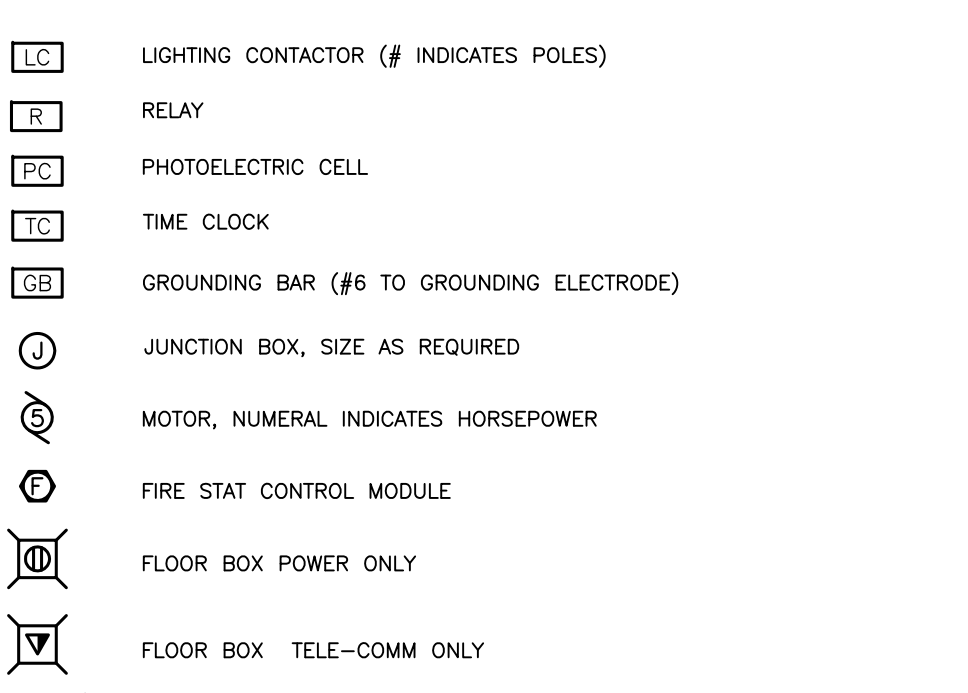 LC LIGHTING CONTACTOR (# INDICATES POLES)
R RELAY
PC PHOTOELECTRIC CELL
TC TIME CLOCK
GB GROUNDING BAR (#6 TO GROUNDING ELECTRODE)
J JUNCTION BOX, SIZE AS REQUIRED
5 MOTOR, NUMERAL INDICATES HORSEPOWER
F FIRE STAT CONTROL MODULE
FLOOR BOX POWER ONLY
FLOOR BOX TELE-COMM ONLY